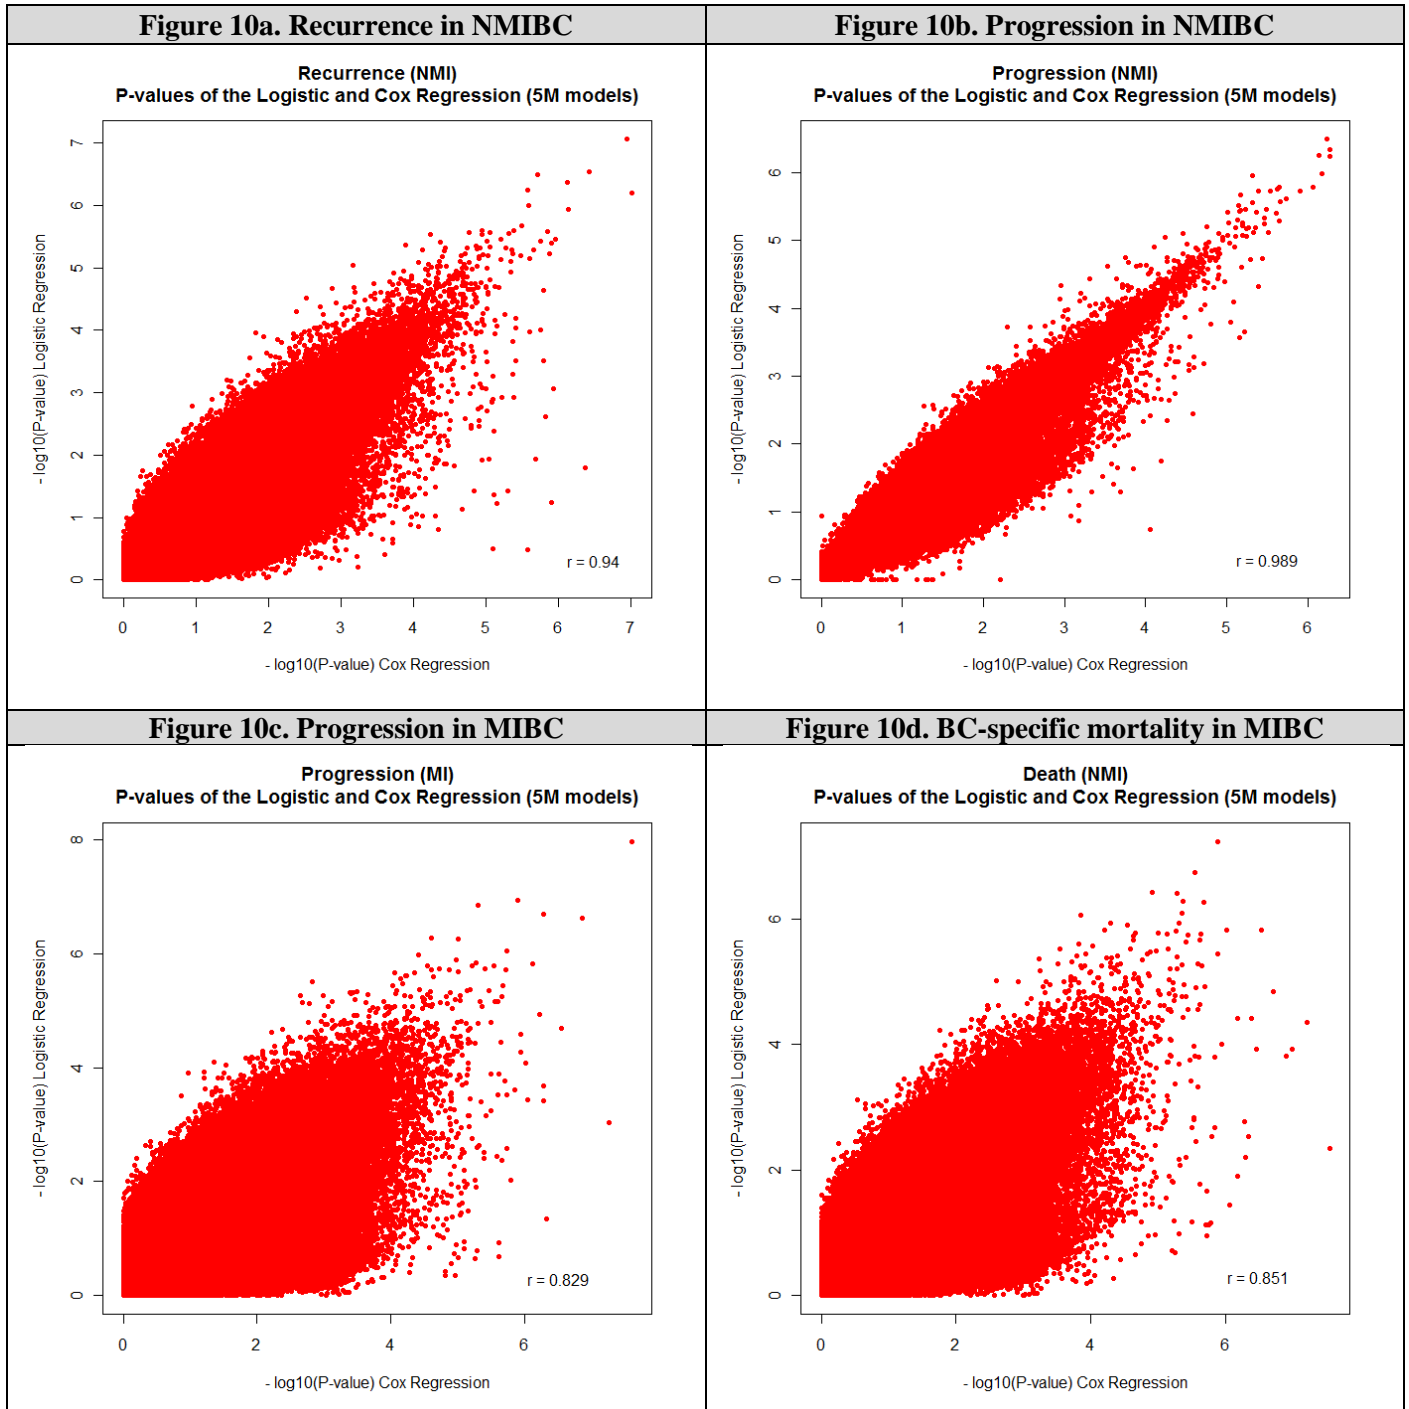 Figure 10a. Recurrence in NMIBC
Recurrence (NMI)
P-values of the Logistic and Cox Regression (5M models)
- log10(P-value) Logistic Regression
7
6
5
4
3
2
1
0
r = 0.94
0 1 2 3 4 5 6 7
- log10(P-value) Cox Regression
Figure 10b. Progression in NMIBC
Progression (NMI)
P-values of the Logistic and Cox Regression (5M models)
- log10(P-value) Logistic Regression
6
5
4
3
2
1
0
r = 0.989
0 1 2 3 4 5 6
- log10(P-value) Cox Regression
Figure 10c. Progression in MIBC
Progression (MI)
P-values of the Logistic and Cox Regression (5M models)
- log10(P-value) Logistic Regression
8
6
4
2
0
r = 0.829
0 2 4 6
- log10(P-value) Cox Regression
Figure 10d. BC-specific mortality in MIBC
Death (NMI)
P-values of the Logistic and Cox Regression (5M models)
- log10(P-value) Logistic Regression
6
4
2
0
r = 0.851
0 2 4 6
- log10(P-value) Cox Regression